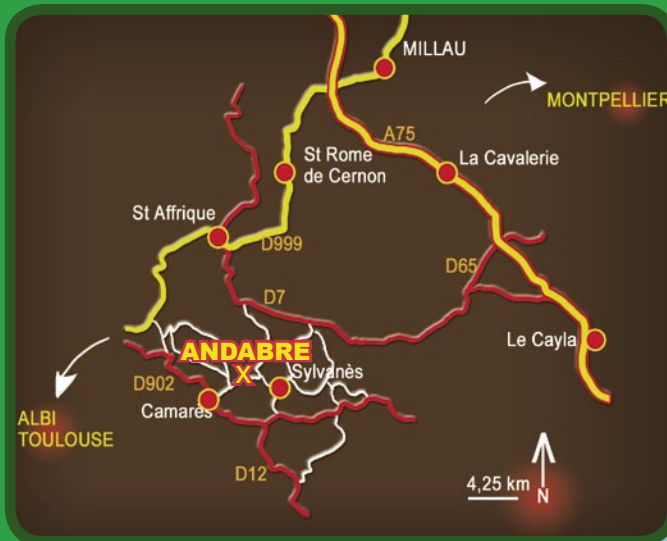 MILLAU
MONTPELLIER
A75
St Rome
de Cernon
La Cavalerie
St Affrique
D999
D65
D7
Le Cayla
ANDABRE
X
Sylvanès
D902
Camarès
ALBI
TOULOUSE
D12
4,25 km
N